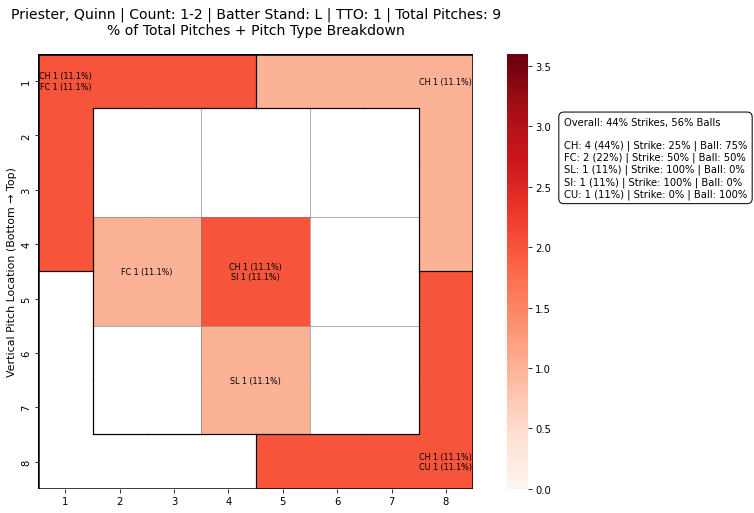 Priester, Quinn | Count: 1-2 | Batter Stand: L | TTO: 1 | Total Pitches: 9
% of Total Pitches + Pitch Type Breakdown
Vertical Pitch Location (Bottom → Top)
1
2
3
4
5
6
7
8
CH 1 (11.1%)
FC 1 (11.1%)
CH 1 (11.1%)
FC 1 (11.1%)
CH 1 (11.1%)
SI 1 (11.1%)
SL 1 (11.1%)
CH 1 (11.1%)
CU 1 (11.1%)
1 2 3 4 5 6 7 8
3.5
3.0
2.5
2.0
1.5
1.0
0.5
0.0
Overall: 44% Strikes, 56% Balls
CH: 4 (44%) | Strike: 25% | Ball: 75%
FC: 2 (22%) | Strike: 50% | Ball: 50%
SL: 1 (11%) | Strike: 100% | Ball: 0%
SI: 1 (11%) | Strike: 100% | Ball: 0%
CU: 1 (11%) | Strike: 0% | Ball: 100%